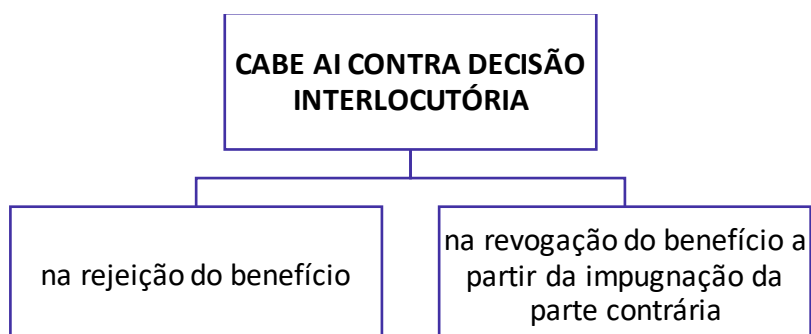 CABE AI CONTRA DECISÃO
INTERLOCUTÓRIA
na rejeição do benefício
na revogação do benefício a
partir da impugnação da
parte contrária